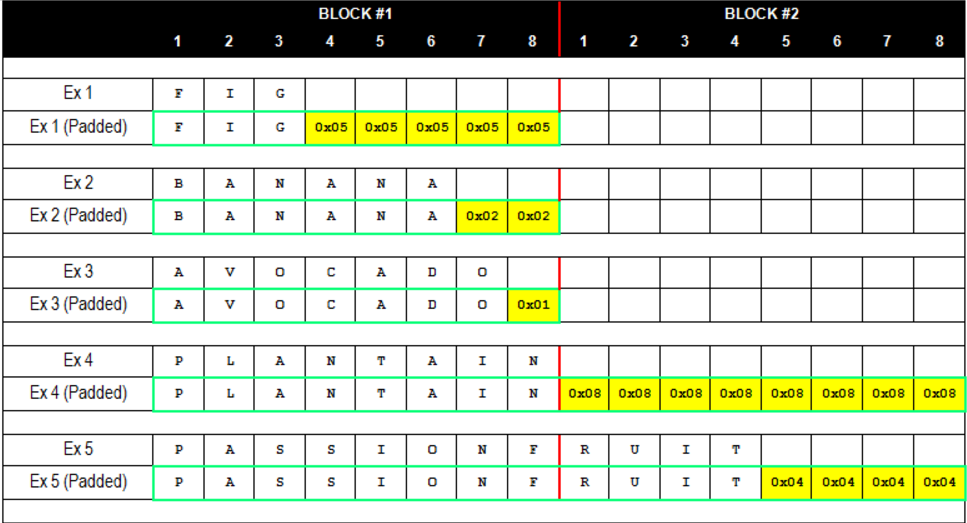 BLOCK #1 BLOCK #2
1 2 3 4 5 6 7 8 1 2 3 4 5 6 7 8
Ex 1 F I G
Ex 1 (Padded) F I G 0x05 0x05 0x05 0x05 0x05
Ex 2 B A N A N A
Ex 2 (Padded) B A N A N A 0x02 0x02
Ex 3 A V O C A D O
Ex 3 (Padded) A V O C A D O 0x01
Ex 4 P L A N T A I N
Ex 4 (Padded) P L A N T A I N 0x08 0x08 0x08 0x08 0x08 0x08 0x08 0x08
Ex 5 P A S S I O N F R U I T
Ex 5 (Padded) P A S S I O N F R U I T 0x04 0x04 0x04 0x04